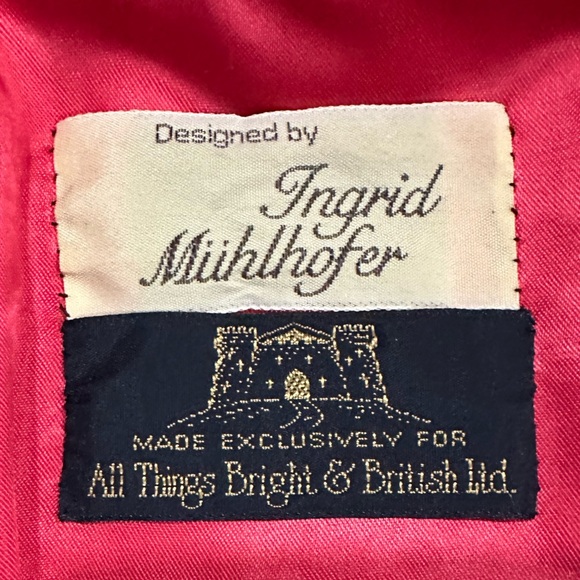 Designed by
Ingrid
Mühlhofer
MADE EXCLUSIVELY FOR
All Things Bright & British Ltd.